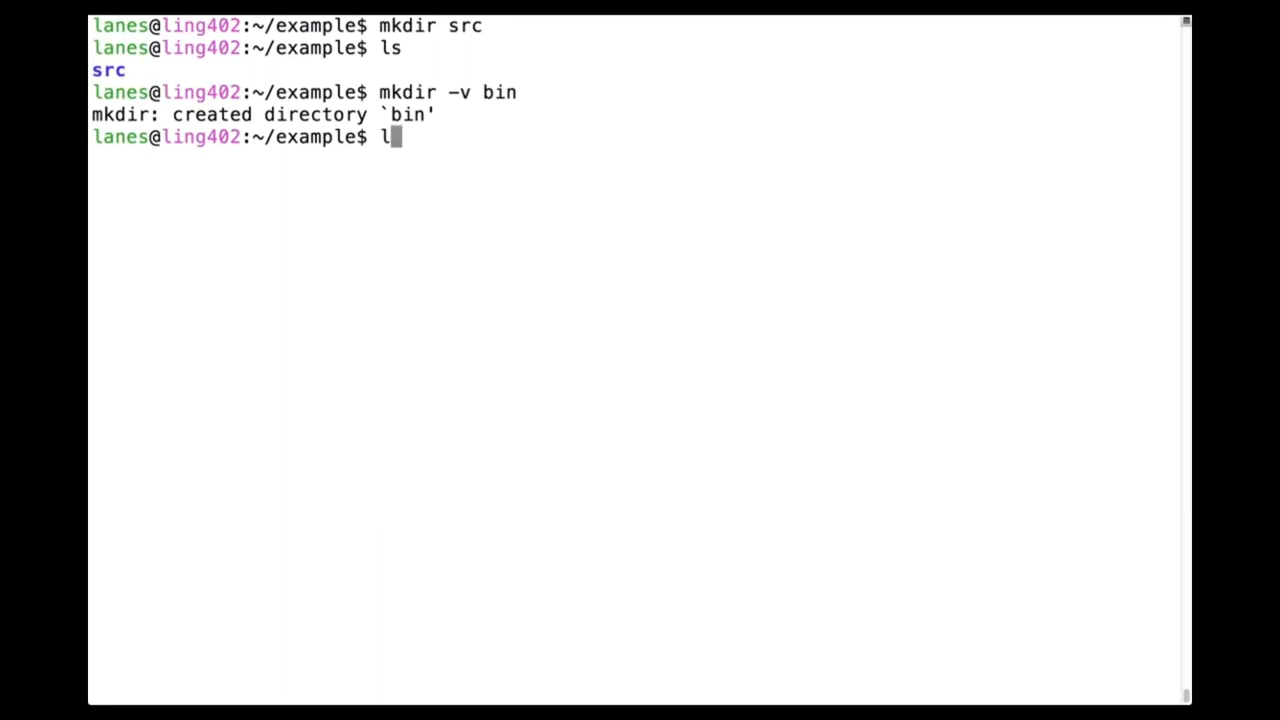 lanes@ling402:~/example$ mkdir src
lanes@ling402:~/example$ ls
src
lanes@ling402:~/example$ mkdir -v bin
mkdir: created directory `bin'
lanes@ling402:~/example$ l